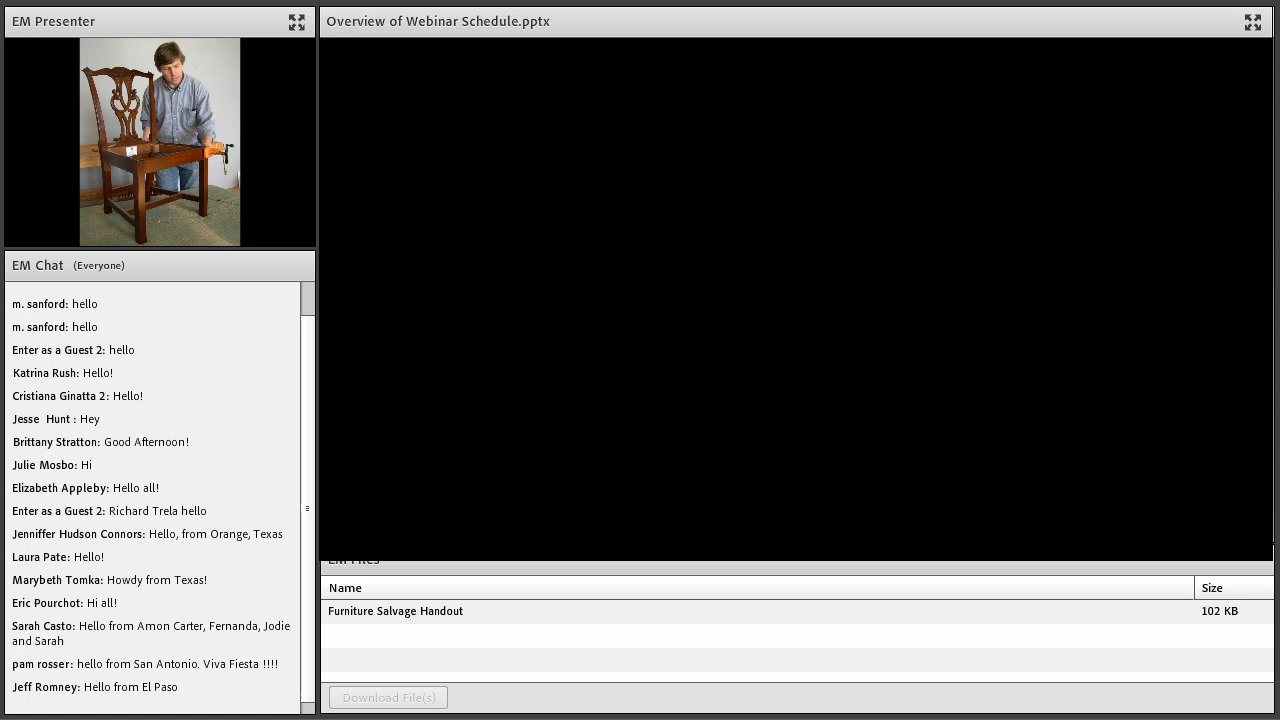 EM Presenter
Overview of Webinar Schedule.pptx
EM Chat (Everyone)
m. sanford: hello
m. sanford: hello
Enter as a Guest 2: hello
Katrina Rush: Hello!
Cristiana Ginatta 2: Hello!
Jesse  Hunt : Hey
Brittany Stratton: Good Afternoon!
Julie Mosbo: Hi
Elizabeth Appleby: Hello all!
Enter as a Guest 2: Richard Trela hello
Jenniffer Hudson Connors: Hello, from Orange, Texas
Laura Pate: Hello!
Marybeth Tomka: Howdy from Texas!
Eric Pourchot: Hi all!
Sarah Casto: Hello from Amon Carter, Fernanda, Jodie
and Sarah
pam rosser: hello from San Antonio. Viva Fiesta !!!!
Jeff Romney: Hello from El Paso
EM Files
Name Size
Furniture Salvage Handout 102 KB
Download File(s)